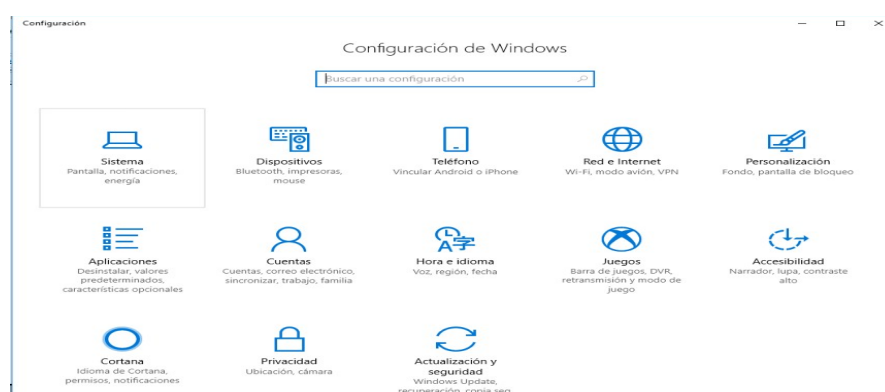 Configuración
Configuración de Windows
Buscar una configuración
Sistema
Pantalla, notificaciones,
energía
Dispositivos
Bluetooth, impresoras,
mouse
Teléfono
Vincular Android o iPhone
Red e Internet
Wi-Fi, modo avión, VPN
Personalización
Fondo, pantalla de bloqueo
Aplicaciones
Desinstalar, valores
predeterminados,
características opcionales
Cuentas
Cuentas, correo electrónico,
sincronizar, trabajo, familia
Hora e idioma
Voz, región, fecha
Juegos
Barra de juegos, DVR,
retransmisión y modo de
juego
Accesibilidad
Narrador, lupa, contraste
alto
Cortana
Idioma de Cortana,
permisos, notificaciones
Privacidad
Ubicación, cámara
Actualización y
seguridad
Windows Update,
recuperación, copia seg